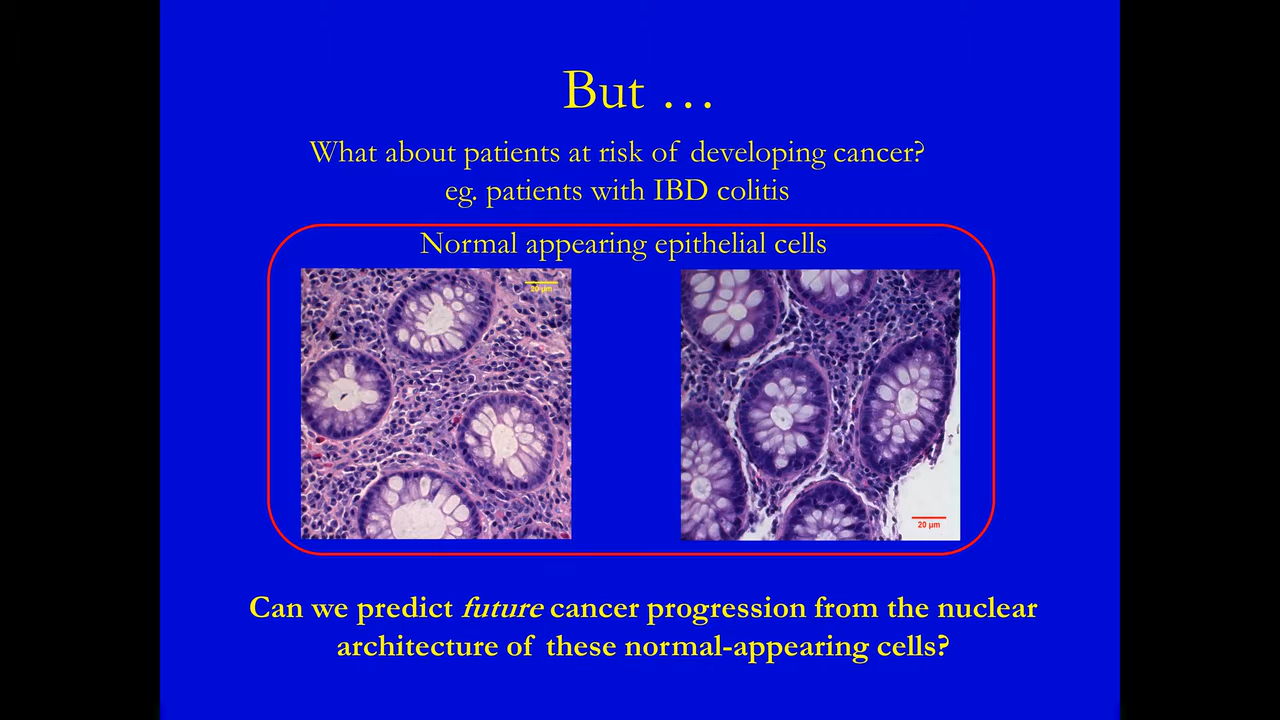 But …
What about patients at risk of developing cancer?
eg. patients with IBD colitis
Normal appearing epithelial cells
20 µm
20 µm
Can we predict future cancer progression from the nuclear
architecture of these normal-appearing cells?